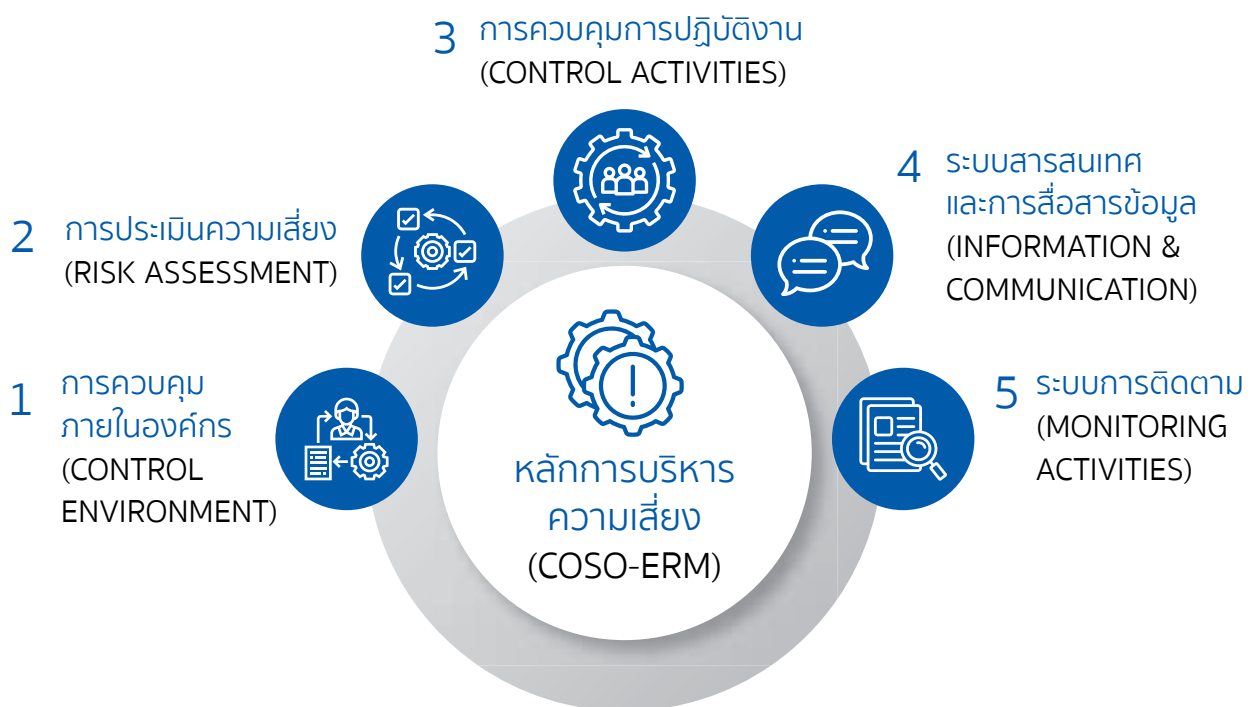 3 การควบคุมการปฏิบัติงาน
(CONTROL ACTIVITIES)
4 ระบบสารสนเทศ
และการสื่อสารข้อมูล
(INFORMATION &
COMMUNICATION)
2 การประเมินความเสี่ยง
(RISK ASSESSMENT)
1 การควบคุม
ภายในองค์กร
(CONTROL
ENVIRONMENT)
5 ระบบการติดตาม
(MONITORING
ACTIVITIES)
หลักการบริหาร
ความเสี่ยง
(COSO-ERM)